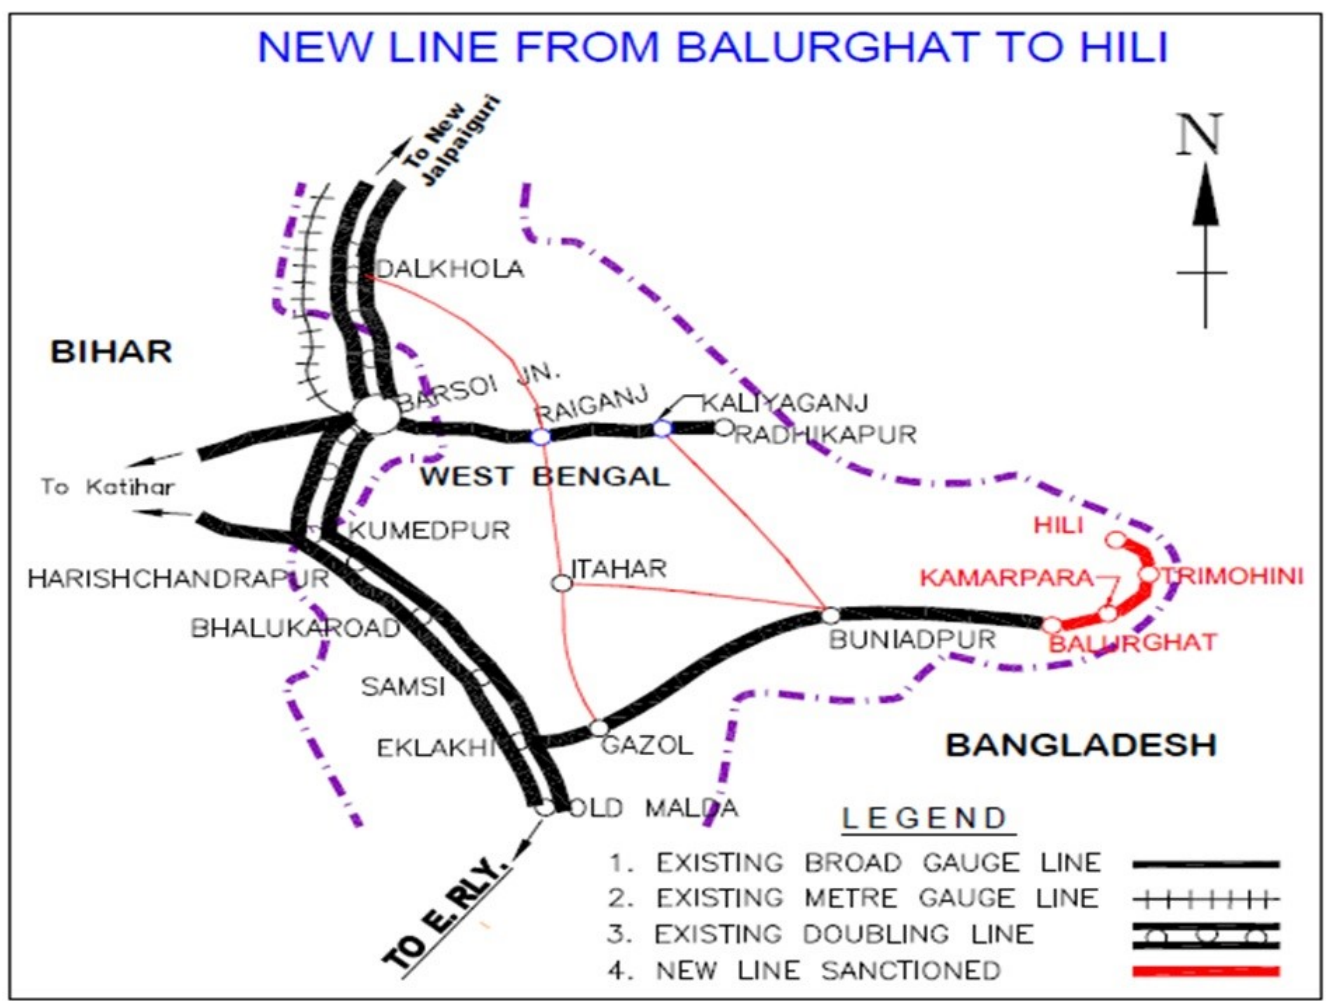 NEW LINE FROM BALURGHAT TO HILI
To New
Jalpaiguri
N
DALKHOLA
BIHAR
BARSOI JN.
RAIGANJ
KALIYAGANJ
RADHIKAPUR
WEST BENGAL
To Katihar
KUMEDPUR
HILI
HARISHCHANDRAPUR
ITAHAR
KAMARPARA
TRIMOHINI
BHALUKAROAD
BUNIADPUR
BALURGHAT
SAMSI
EKLAKHI
GAZOL
BANGLADESH
OLD MALDA
LEGEND
TO E. RLY.
1. EXISTING BROAD GAUGE LINE
2. EXISTING METRE GAUGE LINE
3. EXISTING DOUBLING LINE
4. NEW LINE SANCTIONED